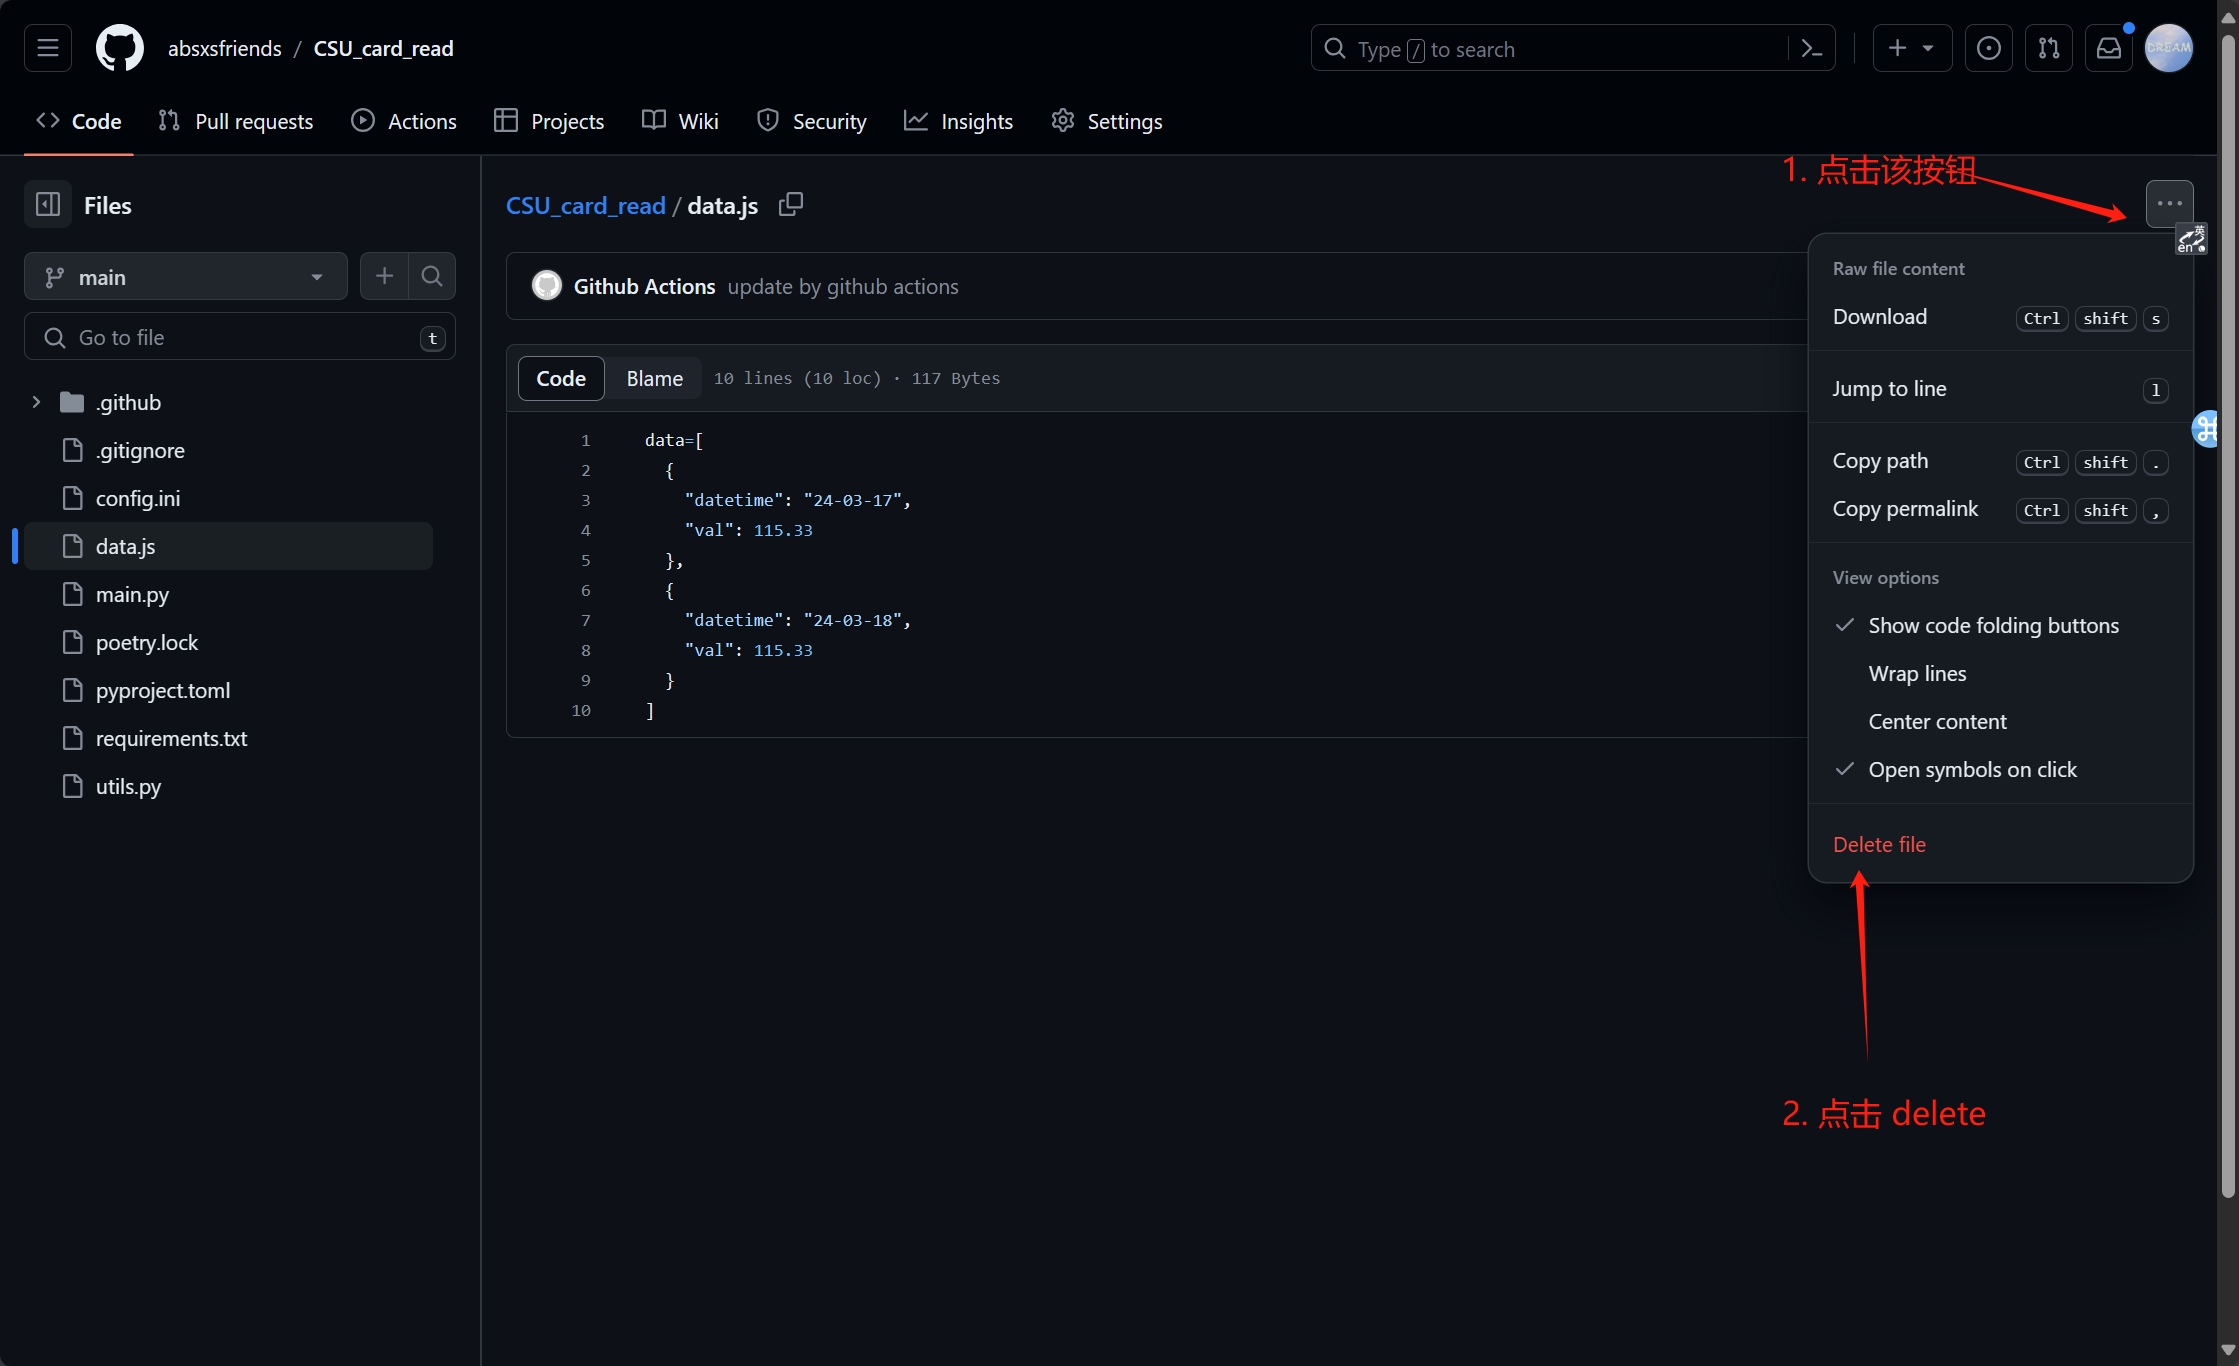 absxsfriends / CSU_card_read
Type / to search
DREAM
Code
Pull requests
Actions
Projects
Wiki
Security
Insights
Settings
1. 点击该按钮
Files
CSU_card_read / data.js
英
en
main
Github Actions update by github actions
Go to file
t
Code
Blame
10 lines (10 loc) · 117 Bytes
.github
.gitignore
config.ini
data.js
main.py
poetry.lock
pyproject.toml
requirements.txt
utils.py
1 data=[
2 {
3 "datetime": "24-03-17",
4 "val": 115.33
5 },
6 {
7 "datetime": "24-03-18",
8 "val": 115.33
9 }
10 ]
Raw file content
Download Ctrl shift s
Jump to line l
Copy path Ctrl shift .
Copy permalink Ctrl shift ,
View options
Show code folding buttons
Wrap lines
Center content
Open symbols on click
Delete file
2. 点击 delete